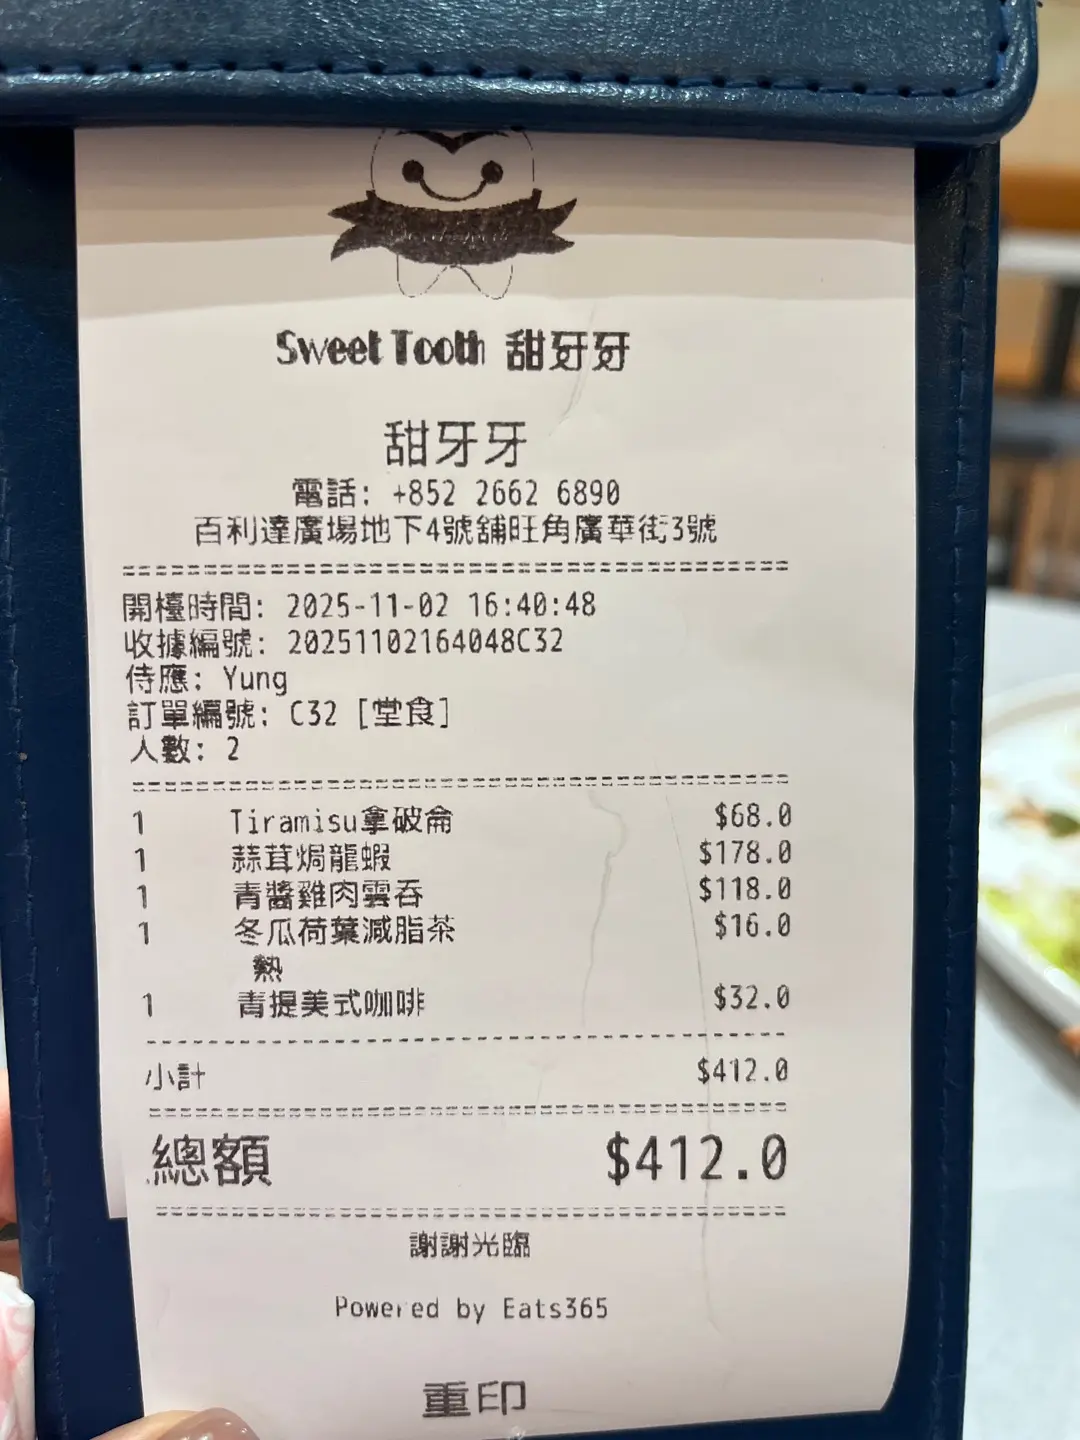 Sweet Tooth 甜牙牙
甜牙牙
電話: +852 2662 6890
百利達廣場地下4號舖旺角廣華街3號
開檯時間: 2025-11-02 16:40:48
收據編號: 20251102164048C32
侍應: Yung
訂單編號: C32 [堂食]
人數: 2
1 Tiramisu拿破侖 $68.0
1 蒜茸焗龍蝦 $178.0
1 青醬雞肉雲吞 $118.0
1 冬瓜荷葉減脂茶 $16.0
熱
1 青提美式咖啡 $32.0
小計 $412.0
總額 $412.0
謝謝光臨
Powered by Eats365
重印